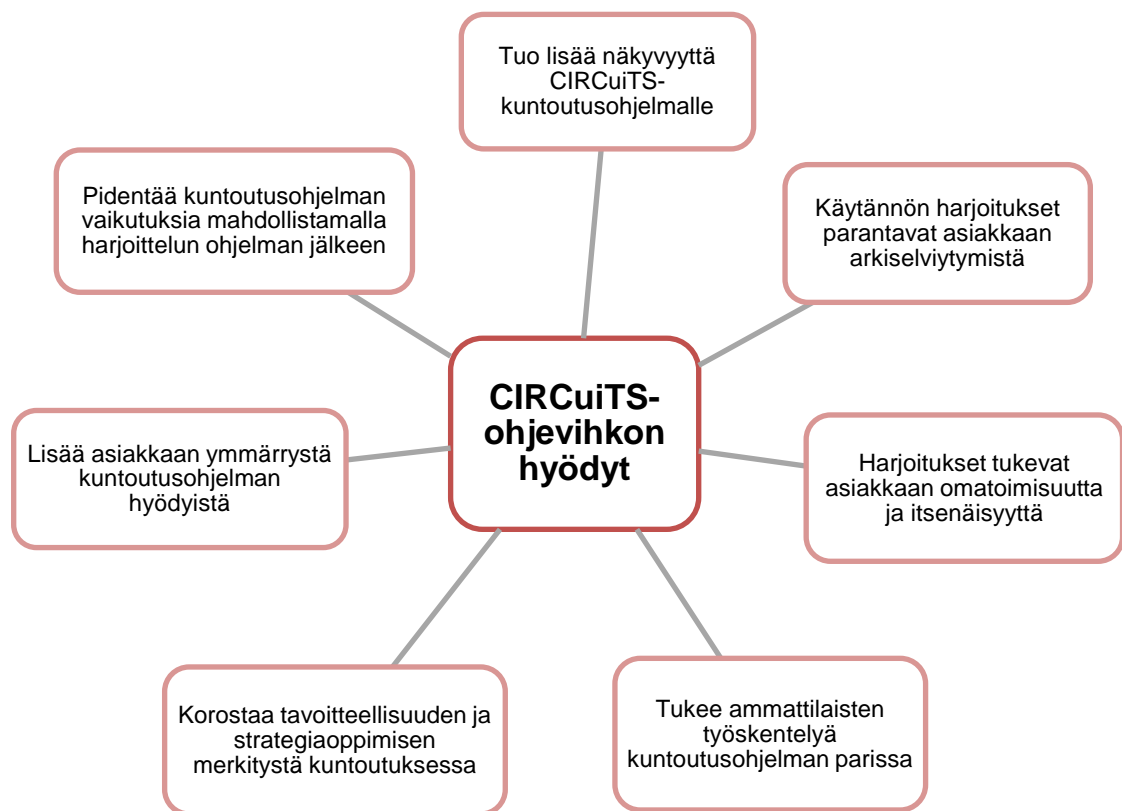 Tuo lisää näkyvyyttä
CIRCuiTS-
kuntoutusohjelmalle
Pidentää kuntoutusohjelman
vaikutuksia mahdollistamalla
harjoittelun ohjelman jälkeen
Käytännön harjoitukset
parantavat asiakkaan
arkiselviytymistä
CIRCuiTS-
ohjevihkon
hyödyt
Lisää asiakkaan ymmärrystä
kuntoutusohjelman
hyödyistä
Harjoitukset tukevat
asiakkaan omatoimisuutta
ja itsenäisyyttä
Korostaa tavoitteellisuuden ja
strategiaoppimisen
merkitystä kuntoutuksessa
Tukee ammattilaisten
työskentelyä
kuntoutusohjelman parissa